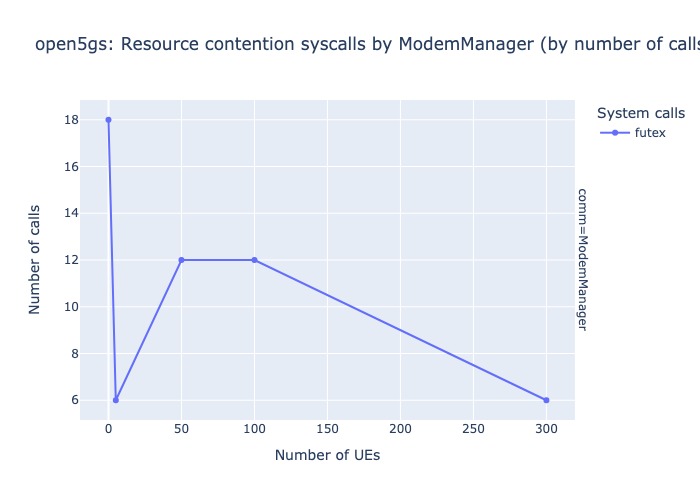 open5gs: Resource contention syscalls by ModemManager (by number of calls
System calls
futex
Number of calls
18
16
14
12
10
8
6
comm=ModemManager
0 50 100 150 200 250 300
Number of UEs